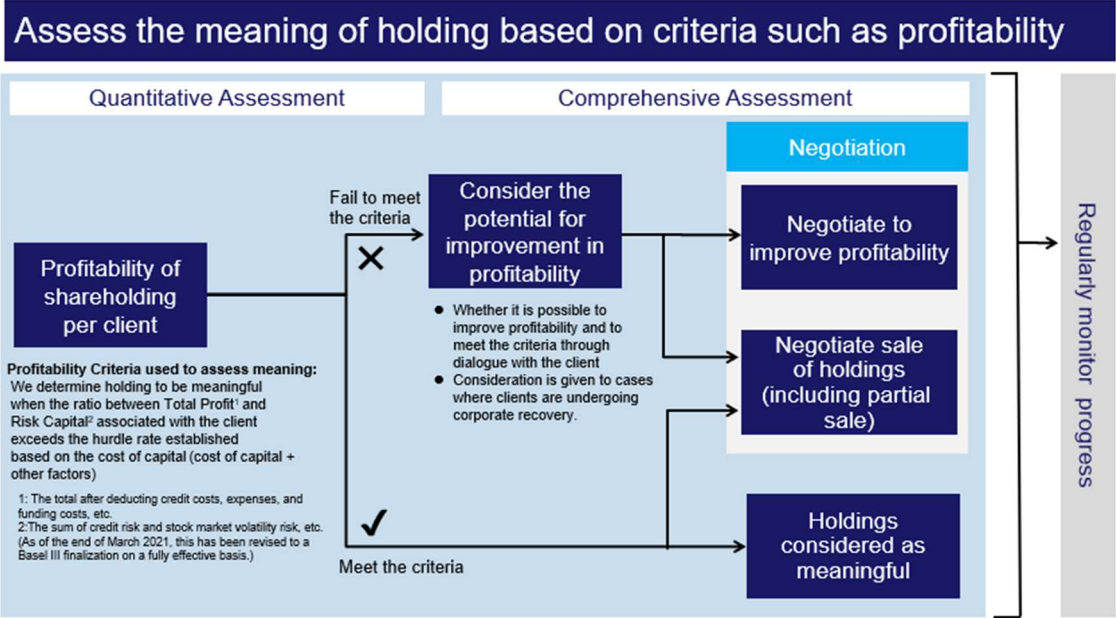 Assess the meaning of holding based on criteria such as profitability
Quantitative Assessment
Comprehensive Assessment
Negotiation
Fail to meet
the criteria
Consider the
potential for
improvement in
profitability
Negotiate to
improve profitability
Profitability of
shareholding
per client
● Whether it is possible to
improve profitability and to
meet the criteria through
dialogue with the client
● Consideration is given to cases
where clients are undergoing
corporate recovery.
Negotiate sale
of holdings
(including partial
sale)
Profitability Criteria used to assess meaning:
We determine holding to be meaningful
when the ratio between Total Profit¹ and
Risk Capital² associated with the client
exceeds the hurdle rate established
based on the cost of capital (cost of capital +
other factors)
1: The total after deducting credit costs, expenses, and
funding costs, etc.
2:The sum of credit risk and stock market volatility risk, etc.
(As of the end of March 2021, this has been revised to a
Basel III finalization on a fully effective basis.)
Meet the criteria
Holdings
considered as
meaningful
Regularly monitor progress